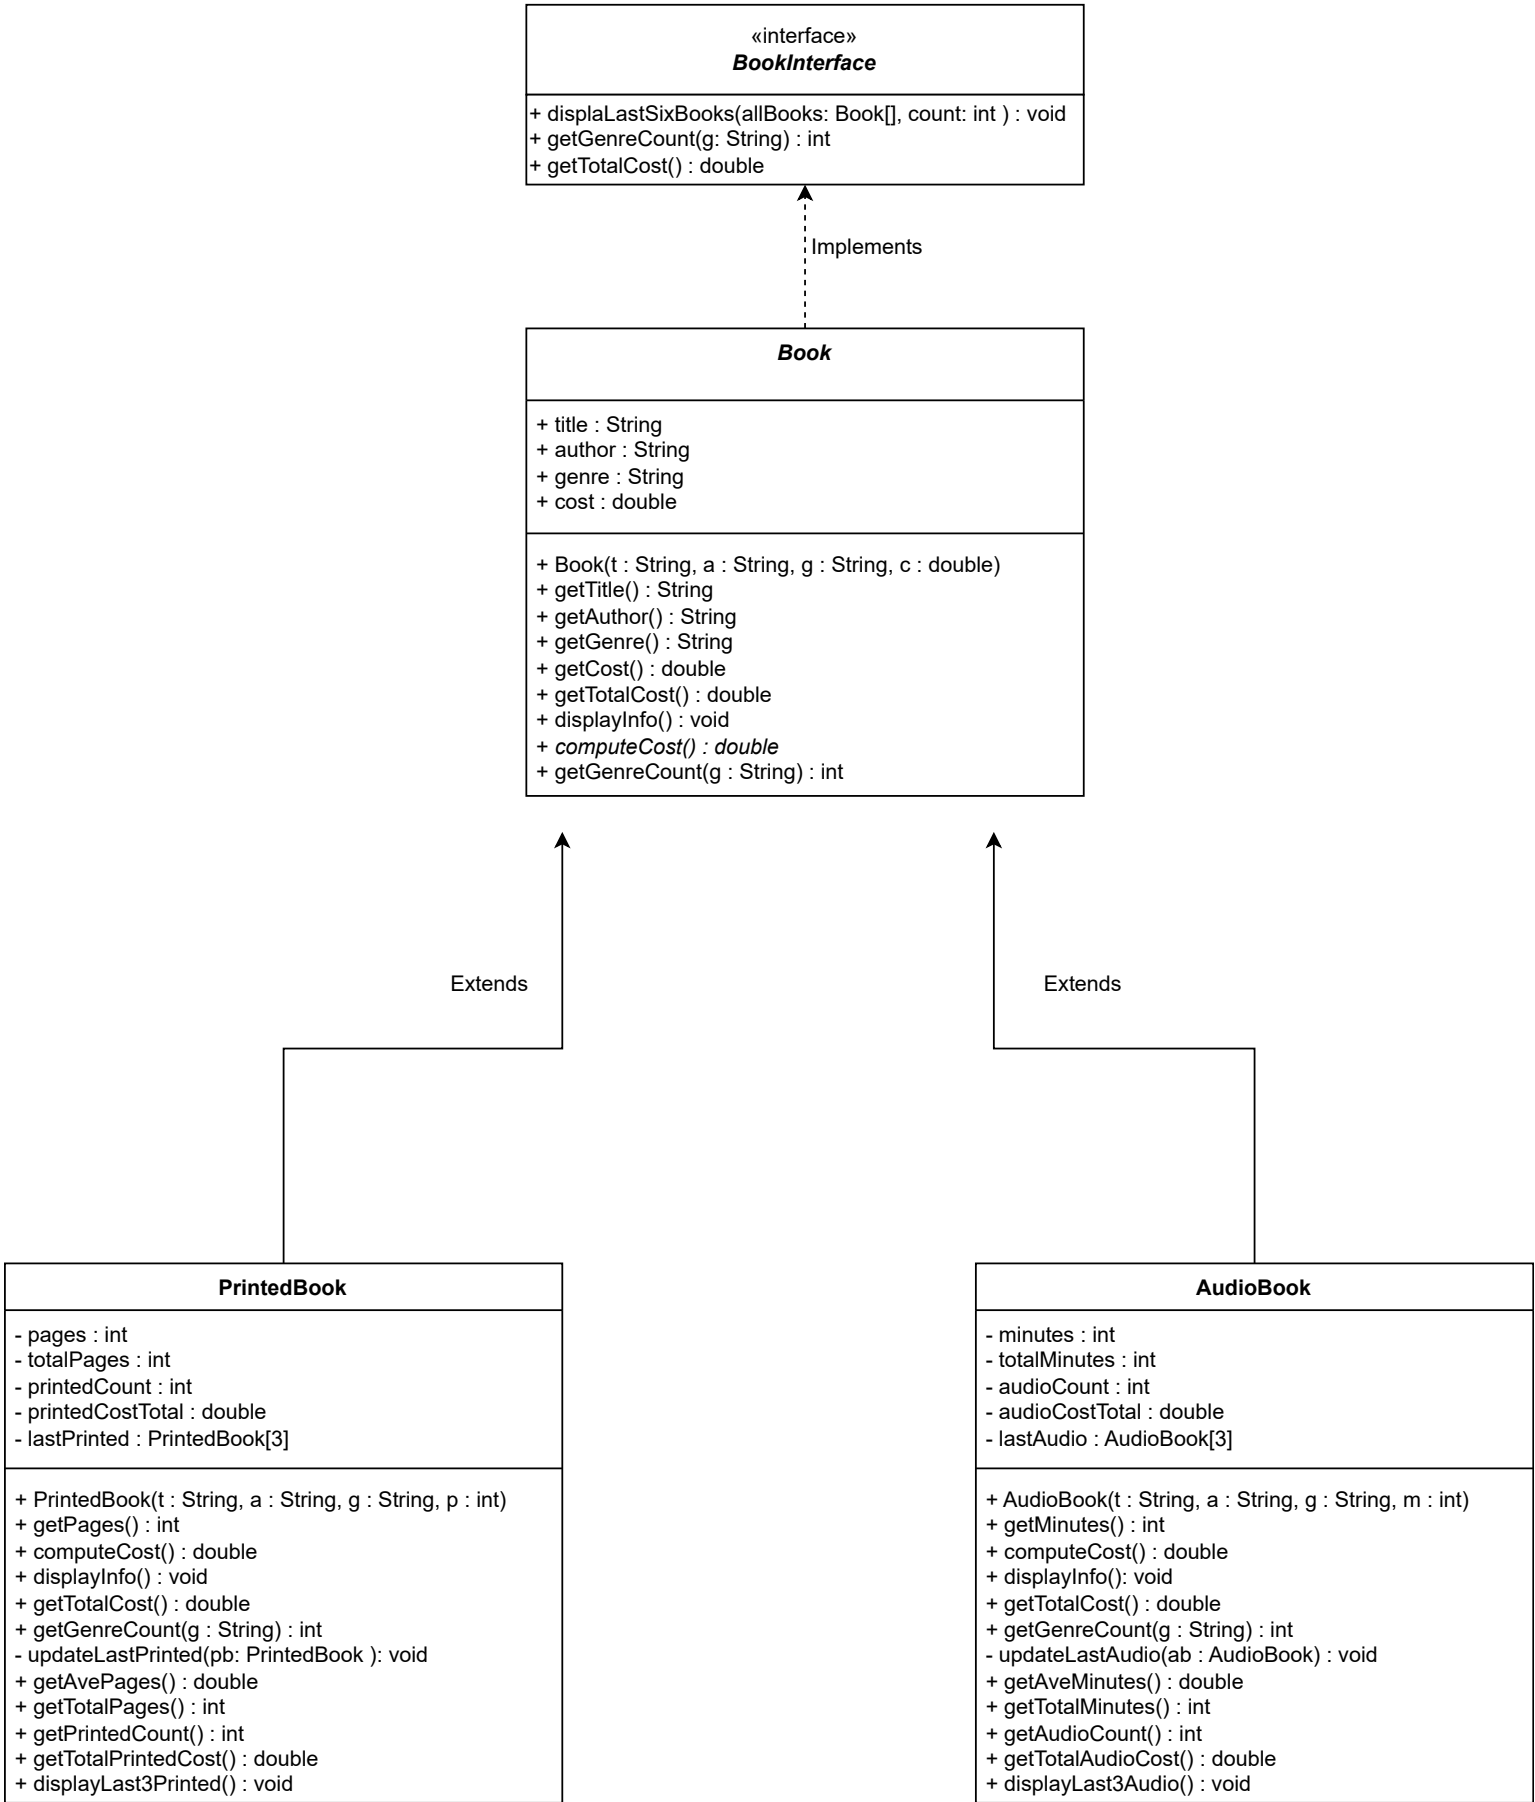 «interface»
BookInterface
+ displaLastSixBooks(allBooks: Book[], count: int ) : void
+ getGenreCount(g: String) : int
+ getTotalCost() : double
Implements
Book
+ title : String
+ author : String
+ genre : String
+ cost : double
+ Book(t : String, a : String, g : String, c : double)
+ getTitle() : String
+ getAuthor() : String
+ getGenre() : String
+ getCost() : double
+ getTotalCost() : double
+ displayInfo() : void
+ computeCost() : double
+ getGenreCount(g : String) : int
Extends
Extends
PrintedBook
- pages : int
- totalPages : int
- printedCount : int
- printedCostTotal : double
- lastPrinted : PrintedBook[3]
+ PrintedBook(t : String, a : String, g : String, p : int)
+ getPages() : int
+ computeCost() : double
+ displayInfo() : void
+ getTotalCost() : double
+ getGenreCount(g : String) : int
- updateLastPrinted(pb: PrintedBook ): void
+ getAvePages() : double
+ getTotalPages() : int
+ getPrintedCount() : int
+ getTotalPrintedCost() : double
+ displayLast3Printed() : void
AudioBook
- minutes : int
- totalMinutes : int
- audioCount : int
- audioCostTotal : double
- lastAudio : AudioBook[3]
+ AudioBook(t : String, a : String, g : String, m : int)
+ getMinutes() : int
+ computeCost() : double
+ displayInfo(): void
+ getTotalCost() : double
+ getGenreCount(g : String) : int
- updateLastAudio(ab : AudioBook) : void
+ getAveMinutes() : double
+ getTotalMinutes() : int
+ getAudioCount() : int
+ getTotalAudioCost() : double
+ displayLast3Audio() : void